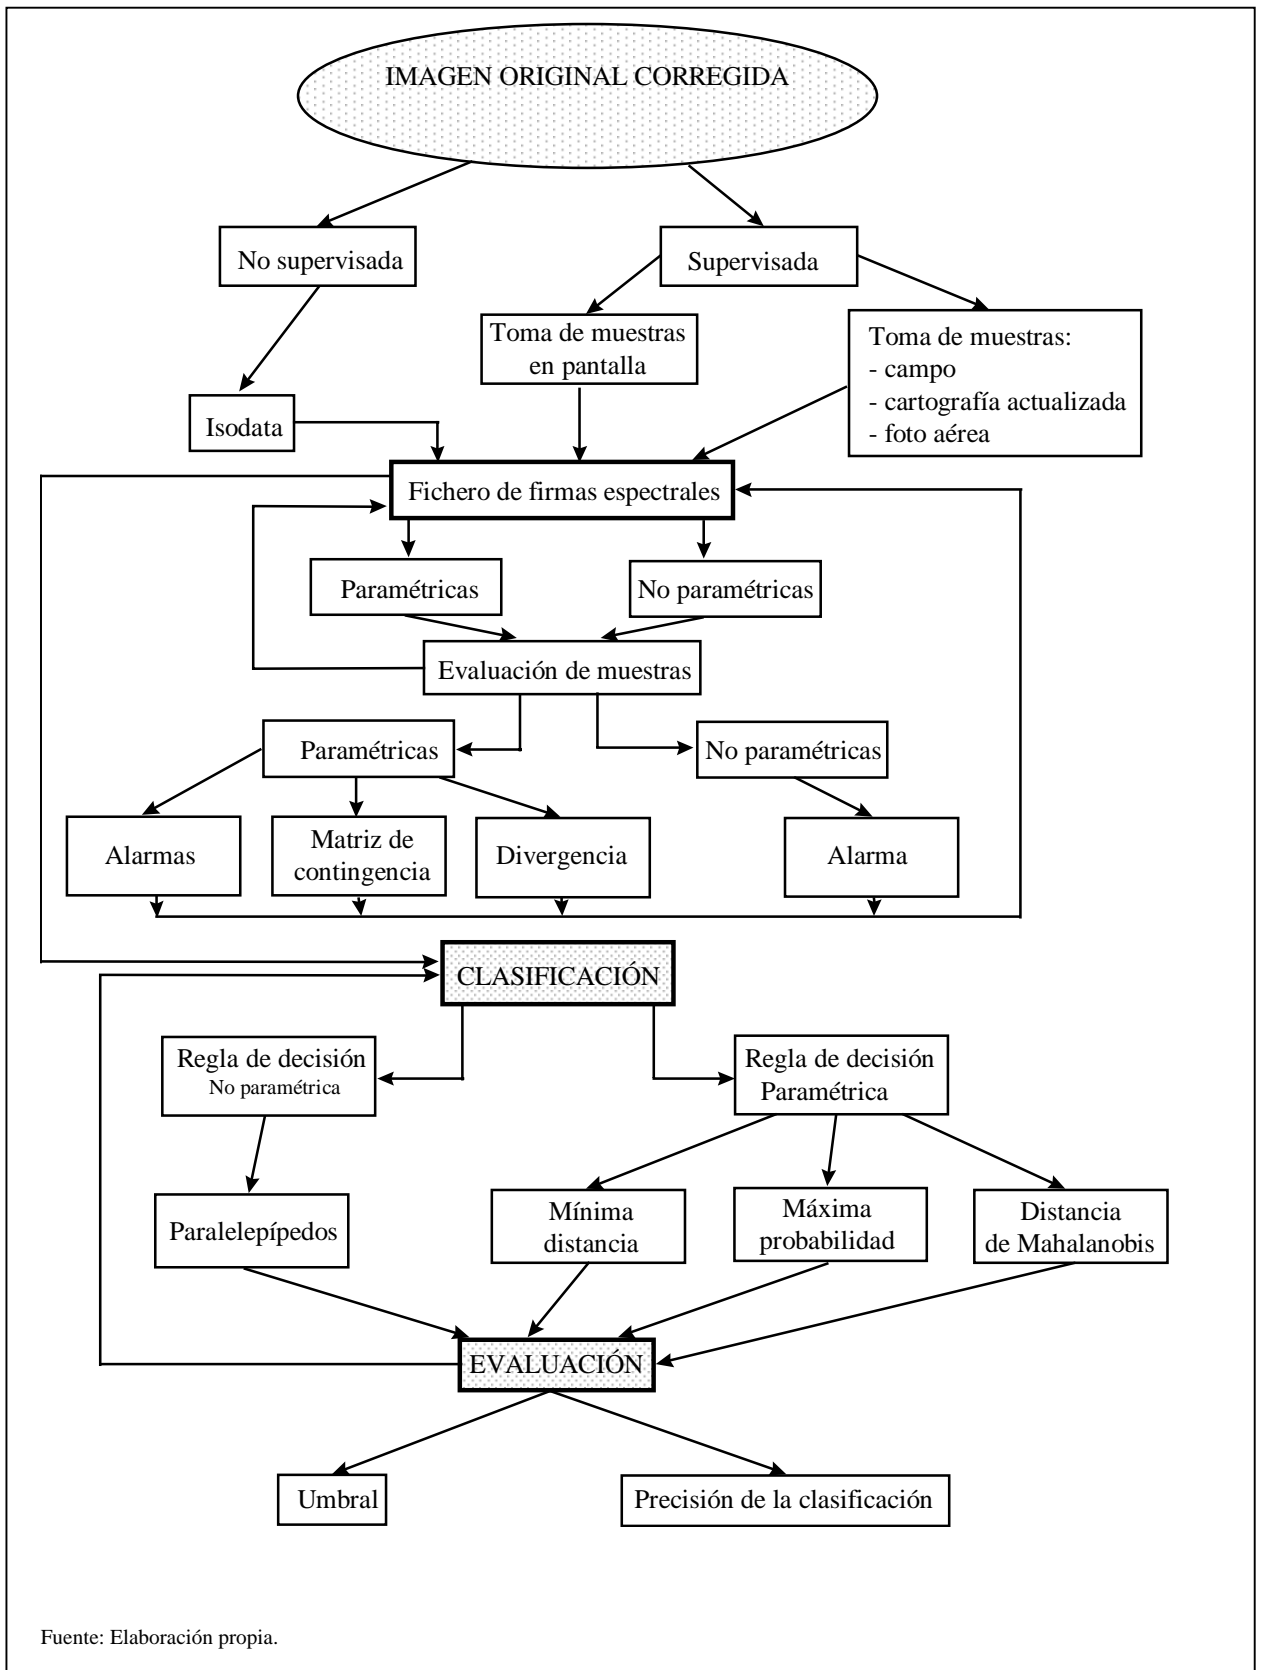 IMAGEN ORIGINAL CORREGIDA
No supervisada
Supervisada
Toma de muestras
en pantalla
Toma de muestras:
- campo
- cartografía actualizada
- foto aérea
Isodata
Fichero de firmas espectrales
Paramétricas
No paramétricas
Evaluación de muestras
Paramétricas
No paramétricas
Alarmas
Matriz de
contingencia
Divergencia
Alarma
CLASIFICACIÓN
Regla de decisión
No paramétrica
Regla de decisión
Paramétrica
Paralelepípedos
Mínima
distancia
Máxima
probabilidad
Distancia
de Mahalanobis
EVALUACIÓN
Umbral
Precisión de la clasificación
Fuente: Elaboración propia.